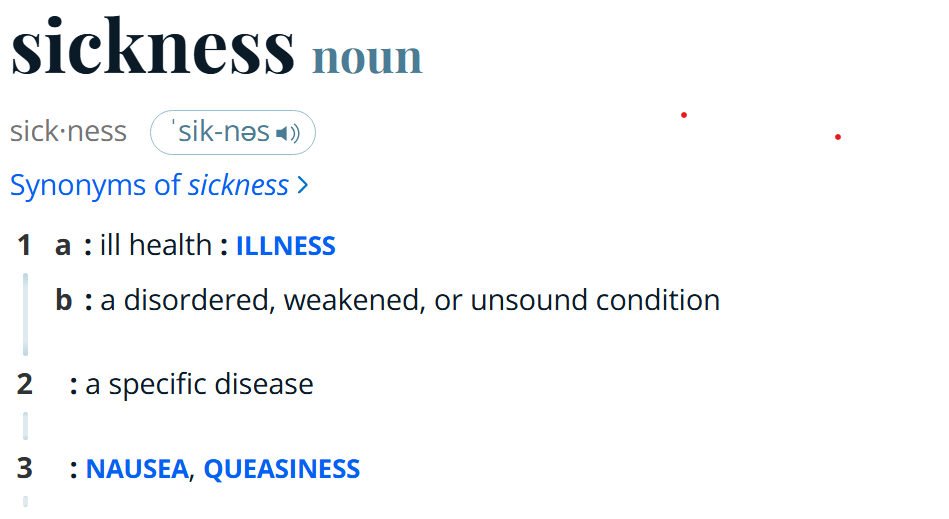 sickness noun
sick·ness ˈsik-nəs
Synonyms of sickness
1 a : ill health : ILLNESS
b : a disordered, weakened, or unsound condition
2 : a specific disease
3 : NAUSEA, QUEASINESS